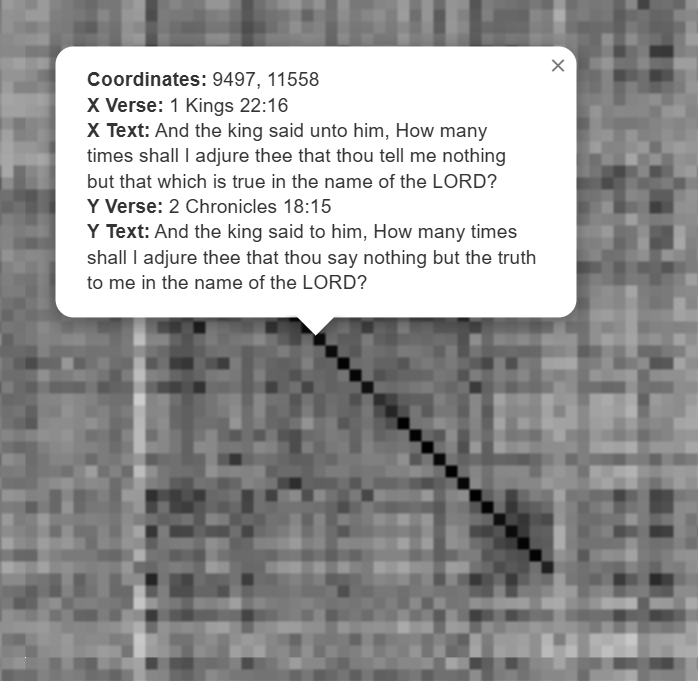 Coordinates: 9497, 11558
X Verse: 1 Kings 22:16
X Text: And the king said unto him, How many
times shall I adjure thee that thou tell me nothing
but that which is true in the name of the LORD?
Y Verse: 2 Chronicles 18:15
Y Text: And the king said to him, How many times
shall I adjure thee that thou say nothing but the truth
to me in the name of the LORD?